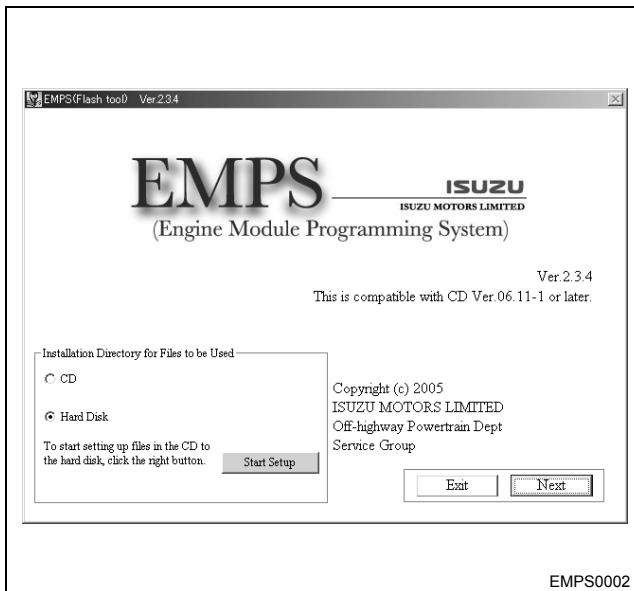 EMPS(Flash tool) Ver.2.3.4
EMPS
ISUZU
ISUZU MOTORS LIMITED
(Engine Module Programming System)
Ver.2.3.4
This is compatible with CD Ver.06.11-1 or later.
Installation Directory for Files to be Used
CD
Hard Disk
To start setting up files in the CD to
the hard disk, click the right button.
Start Setup
Copyright (c) 2005
ISUZU MOTORS LIMITED
Off-highway Powertrain Dept
Service Group
Exit
Next
EMPS0002